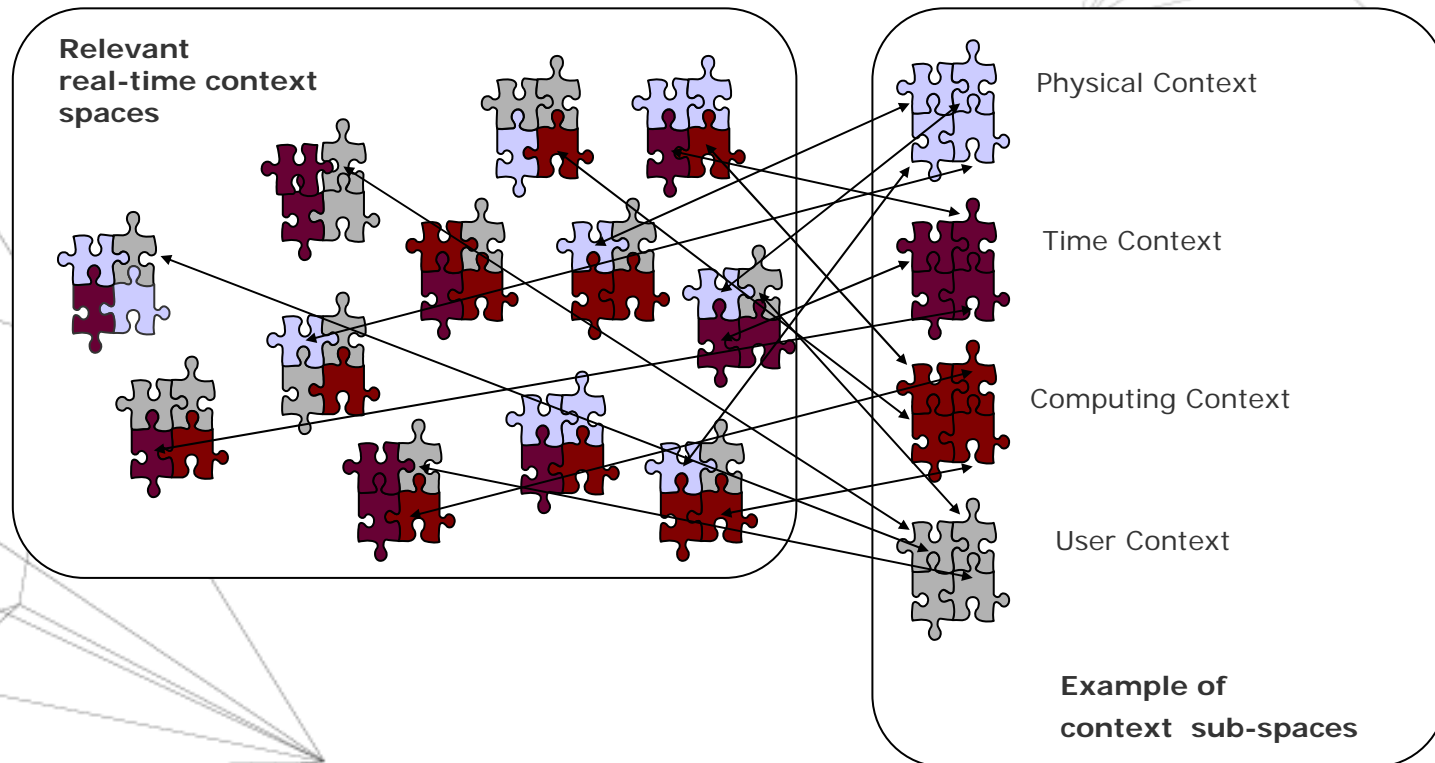 Relevant
real-time context
spaces
Physical Context
Time Context
Computing Context
User Context
Example of
context sub-spaces